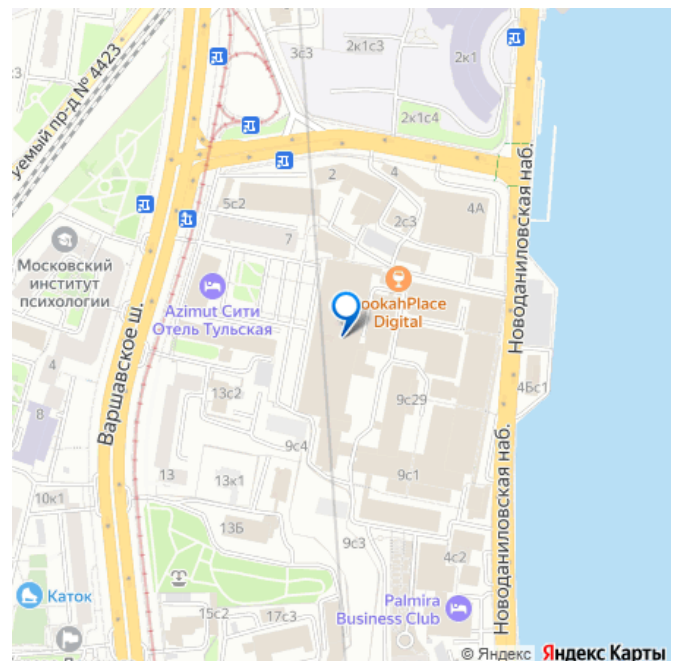 3с3
2к1с3
2к1
уемый пр-д № 4423
2к1с4
2
4
5с2
4А
2с3
7
Московский
институт
психологии
Azimut Сити
Отель Тульская
ookahPlace
Digital
Новоданиловская наб.
Варшавское ш.
4
4Бс1
13с2
9с29
8
9с4
9с1
13
13к1
10к1
13Б
9с3
4с2
Новоданиловская наб.
Каток
15с2
17с3
Palmira
Business Club
© Яндекс Яндекс Карты